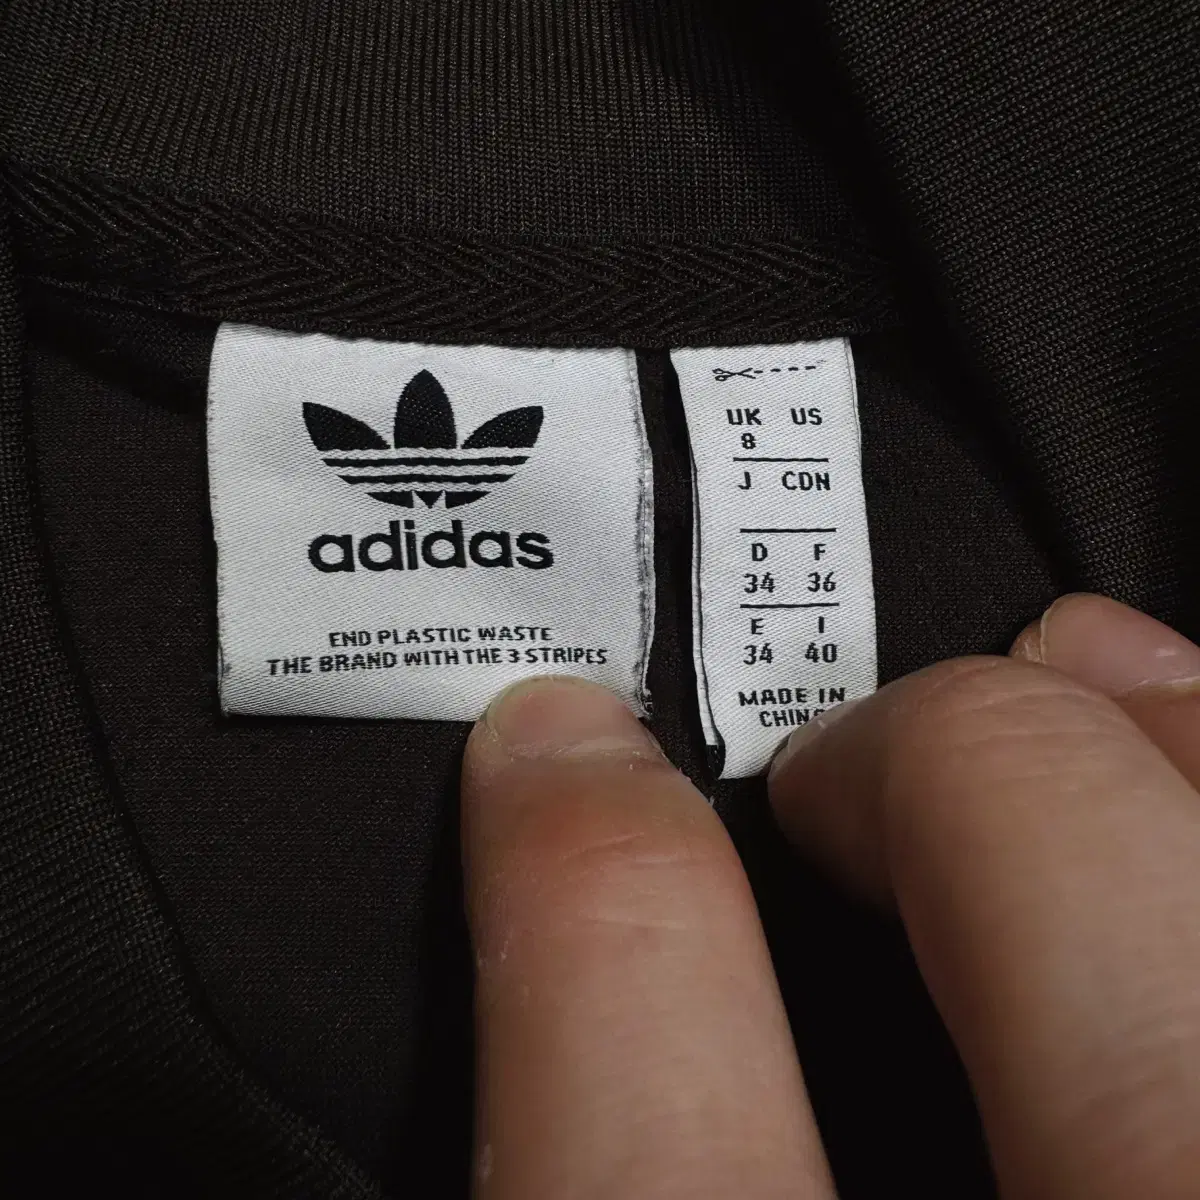 adidas
END PLASTIC WASTE
THE BRAND WITH THE 3 STRIPES
UK US
8
J CDN
D F
34 36
E I
34 40
MADE IN